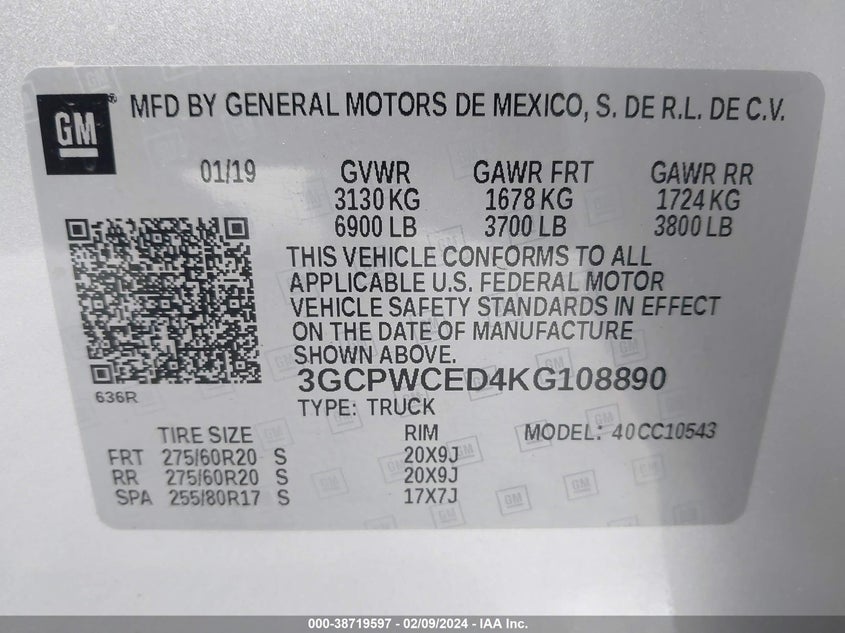 GM ® MFD BY GENERAL MOTORS DE MEXICO, S. DE R.L. DE C.V.
01/19 GVWR GAWR FRT GAWR RR
3130 KG 1678 KG 1724 KG
6900 LB 3700 LB 3800 LB
THIS VEHICLE CONFORMS TO ALL
APPLICABLE U.S. FEDERAL MOTOR
VEHICLE SAFETY STANDARDS IN EFFECT
ON THE DATE OF MANUFACTURE
SHOWN ABOVE.
636R
3GCPWCED4KG108890
TYPE: TRUCK
TIRE SIZE RIM MODEL: 40CC10543
FRT 275/60R20 S 20X9J
RR 275/60R20 S 20X9J
SPA 255/80R17 S 17X7J
000-38719597 - 02/09/2024 - IAA Inc.